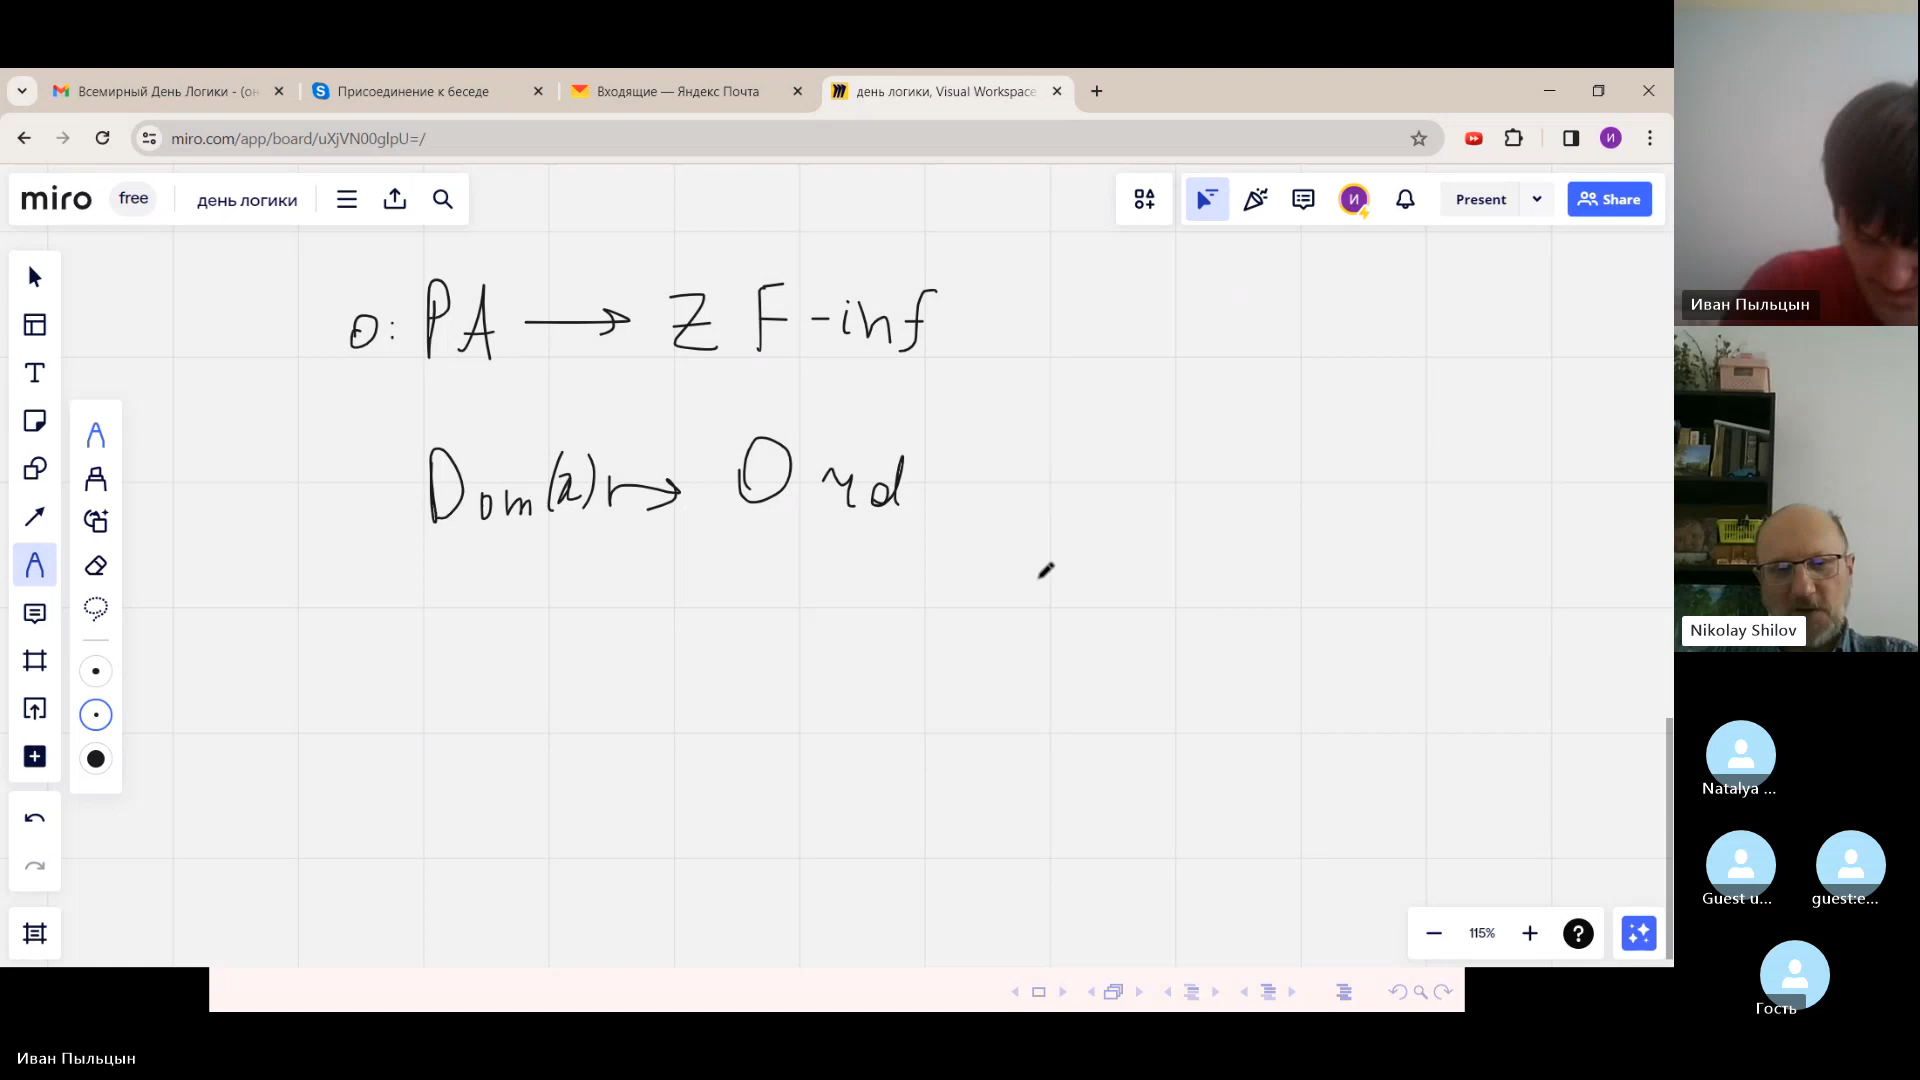 Всемирный День Логики - (он
Присоединение к беседе
Входящие — Яндекс Почта
день логики, Visual Workspace
miro.com/app/board/uXjVN00glpU=/
И
miro
free
день логики
И
Present
Share
o: PA → ZF-inf
Dom(x) ↦ Ord
115%
Иван Пыльцын
Nikolay Shilov
Natalya ...
Guest u...
guest:e...
Гость
Иван Пыльцын